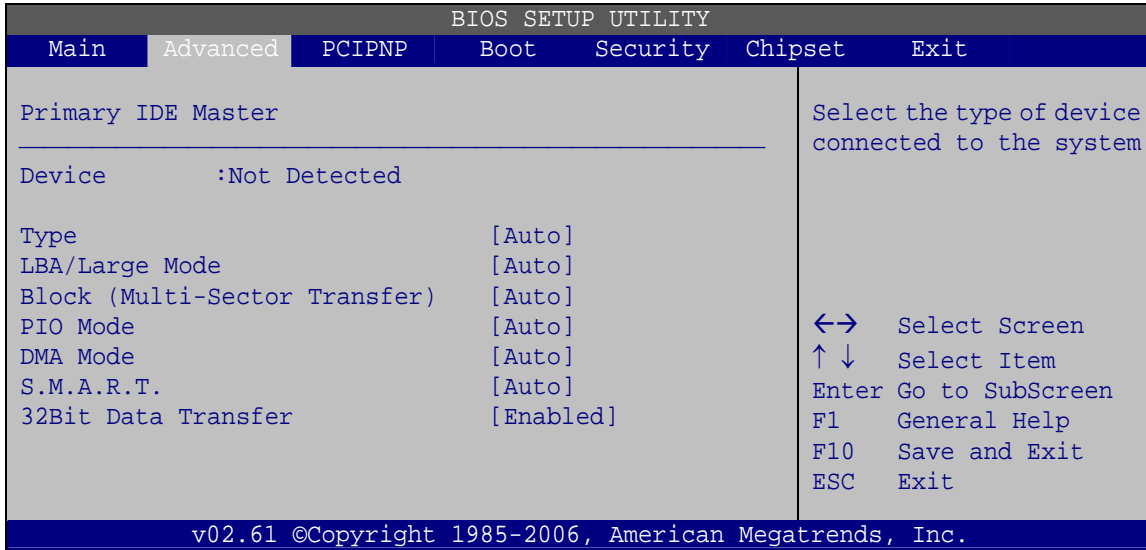 BIOS SETUP UTILITY
Main Advanced PCIPNP Boot Security Chipset Exit
Primary IDE Master
Device :Not Detected
Type [Auto]
LBA/Large Mode [Auto]
Block (Multi-Sector Transfer) [Auto]
PIO Mode [Auto]
DMA Mode [Auto]
S.M.A.R.T. [Auto]
32Bit Data Transfer [Enabled]
Select the type of device
connected to the system
←→ Select Screen
↑ ↓ Select Item
Enter Go to SubScreen
F1 General Help
F10 Save and Exit
ESC Exit
v02.61 ©Copyright 1985-2006, American Megatrends, Inc.